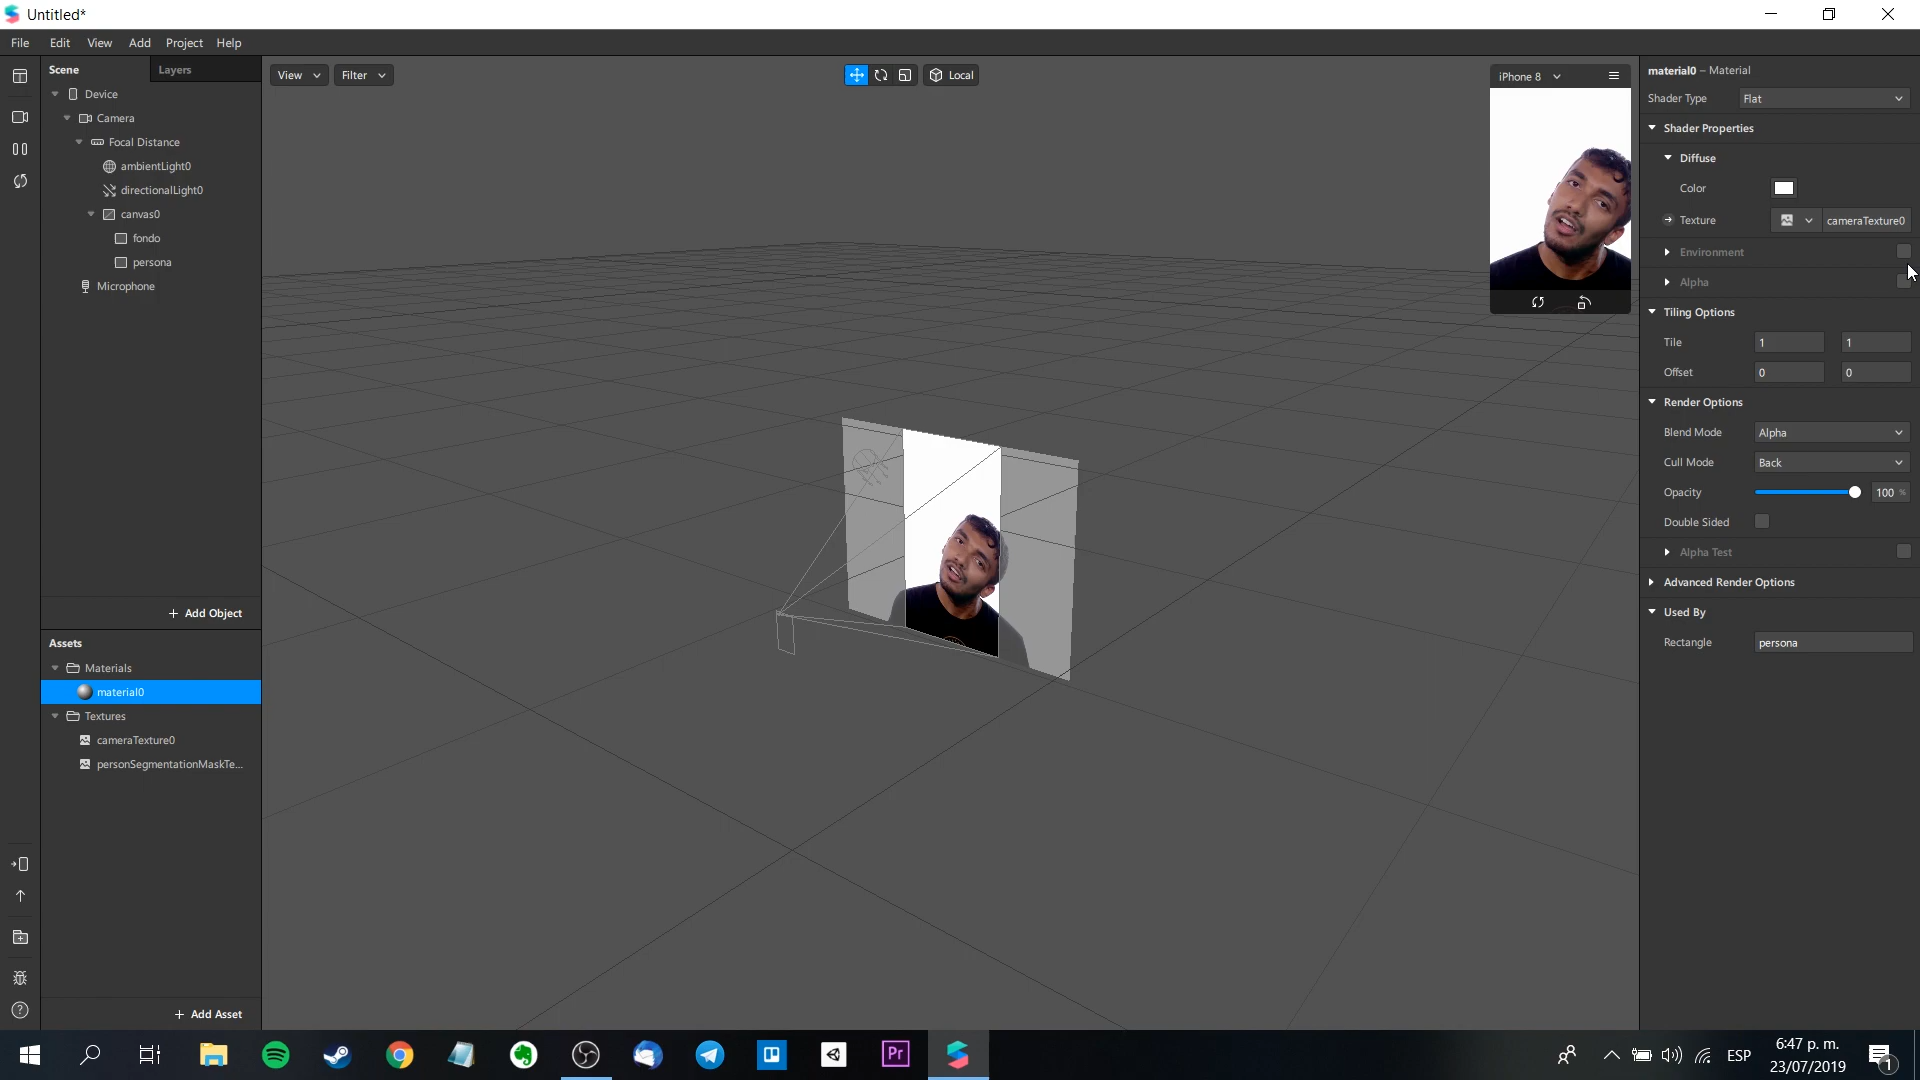 Untitled*
File Edit View Add Project Help
Scene Layers
Device
Camera
Focal Distance
ambientLight0
directionalLight0
canvas0
fondo
persona
Microphone
+ Add Object
Assets
Materials
material0
Textures
cameraTexture0
personSegmentationMaskTe...
+ Add Asset
View Filter
Local
iPhone 8
material0 – Material
Shader Type Flat
Shader Properties
Diffuse
Color
Texture cameraTexture0
Environment
Alpha
Tiling Options
Tile 1 1
Offset 0 0
Render Options
Blend Mode Alpha
Cull Mode Back
Opacity 100 %
Double Sided
Alpha Test
Advanced Render Options
Used By
Rectangle persona
Pr
ESP
6:47 p. m.
23/07/2019
1